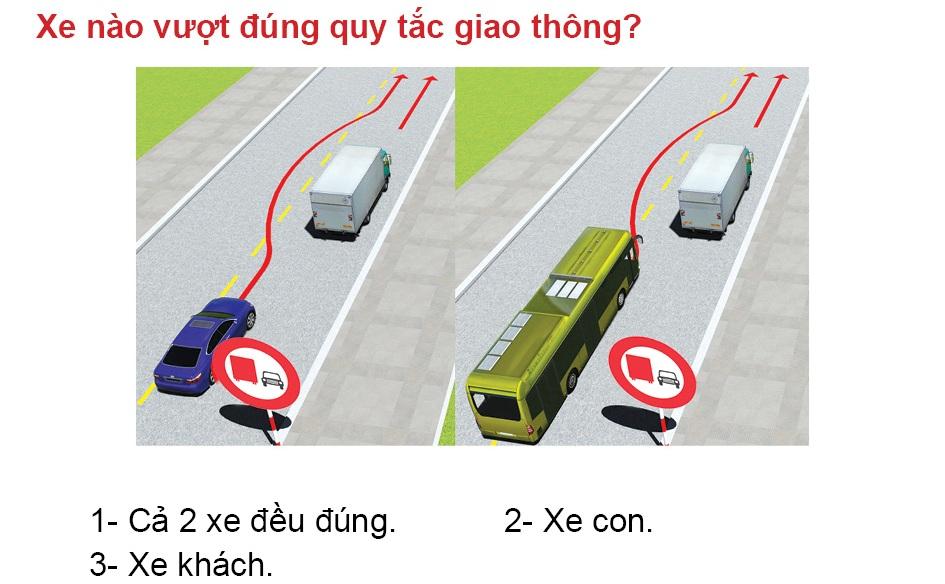 Xe nào vượt đúng quy tắc giao thông?
1- Cả 2 xe đều đúng. 2- Xe con.
3- Xe khách.